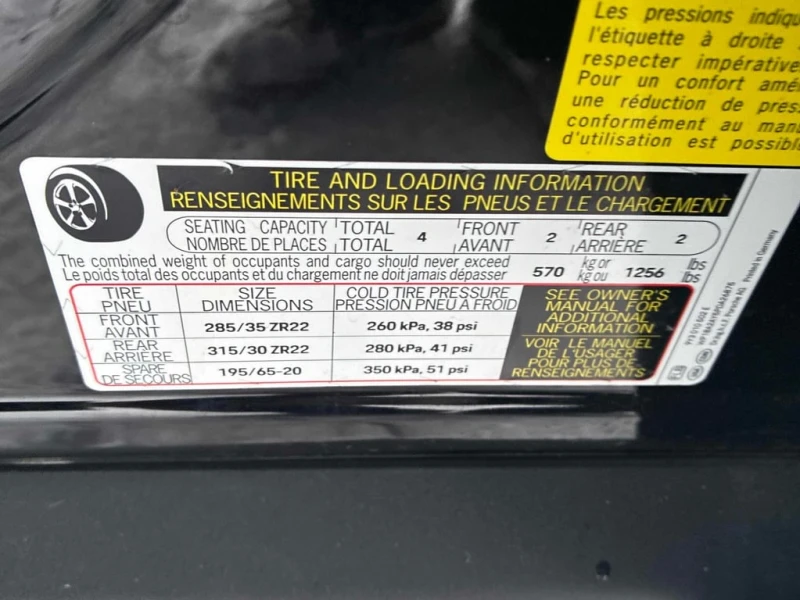 Les pressions indiqu
l'étiquette à droite
respecter impérative
Pour un confort amé
une réduction de pres
conformément au man
d'utilisation est possibl
TIRE AND LOADING INFORMATION
RENSEIGNEMENTS SUR LES PNEUS ET LE CHARGEMENT
SEATING CAPACITY TOTAL 4 FRONT 2 REAR 2
NOMBRE DE PLACES TOTAL AVANT ARRIÈRE
The combined weight of occupants and cargo should never exceed 570 kg or 1256 lbs
Le poids total des occupants et du chargement ne doit jamais dépasser kg ou lbs
TIRE PNEU
SIZE DIMENSIONS
COLD TIRE PRESSURE
PRESSION PNEU À FROID
FRONT AVANT 285/35 ZR22 260 kPa, 38 psi
REAR ARRIÈRE 315/30 ZR22 280 kPa, 41 psi
SPARE DE SECOURS 195/65-20 350 kPa, 51 psi
SEE OWNER'S
MANUAL FOR
ADDITIONAL
INFORMATION
VOIR LE MANUEL
DE L'USAGER
POUR PLUS DE
RENSEIGNEMENTS
Printed in Germany